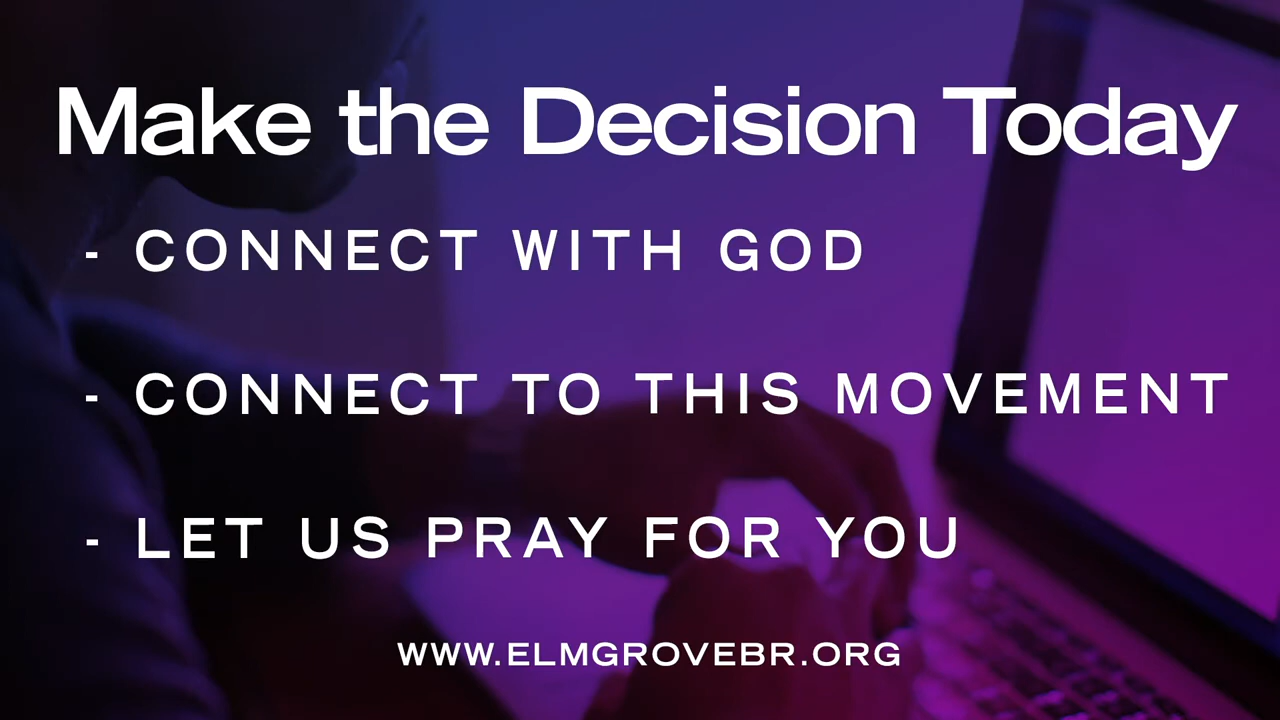 Make the Decision Today
- CONNECT WITH GOD
- CONNECT TO THIS MOVEMENT
- LET US PRAY FOR YOU
WWW.ELMGROVEBR.ORG